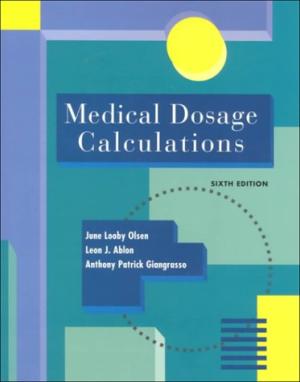 Medical Dosage
Calculations
SIXTH EDITION
June Looby Olsen
Leon J. Ablon
Anthony Patrick Giangrasso